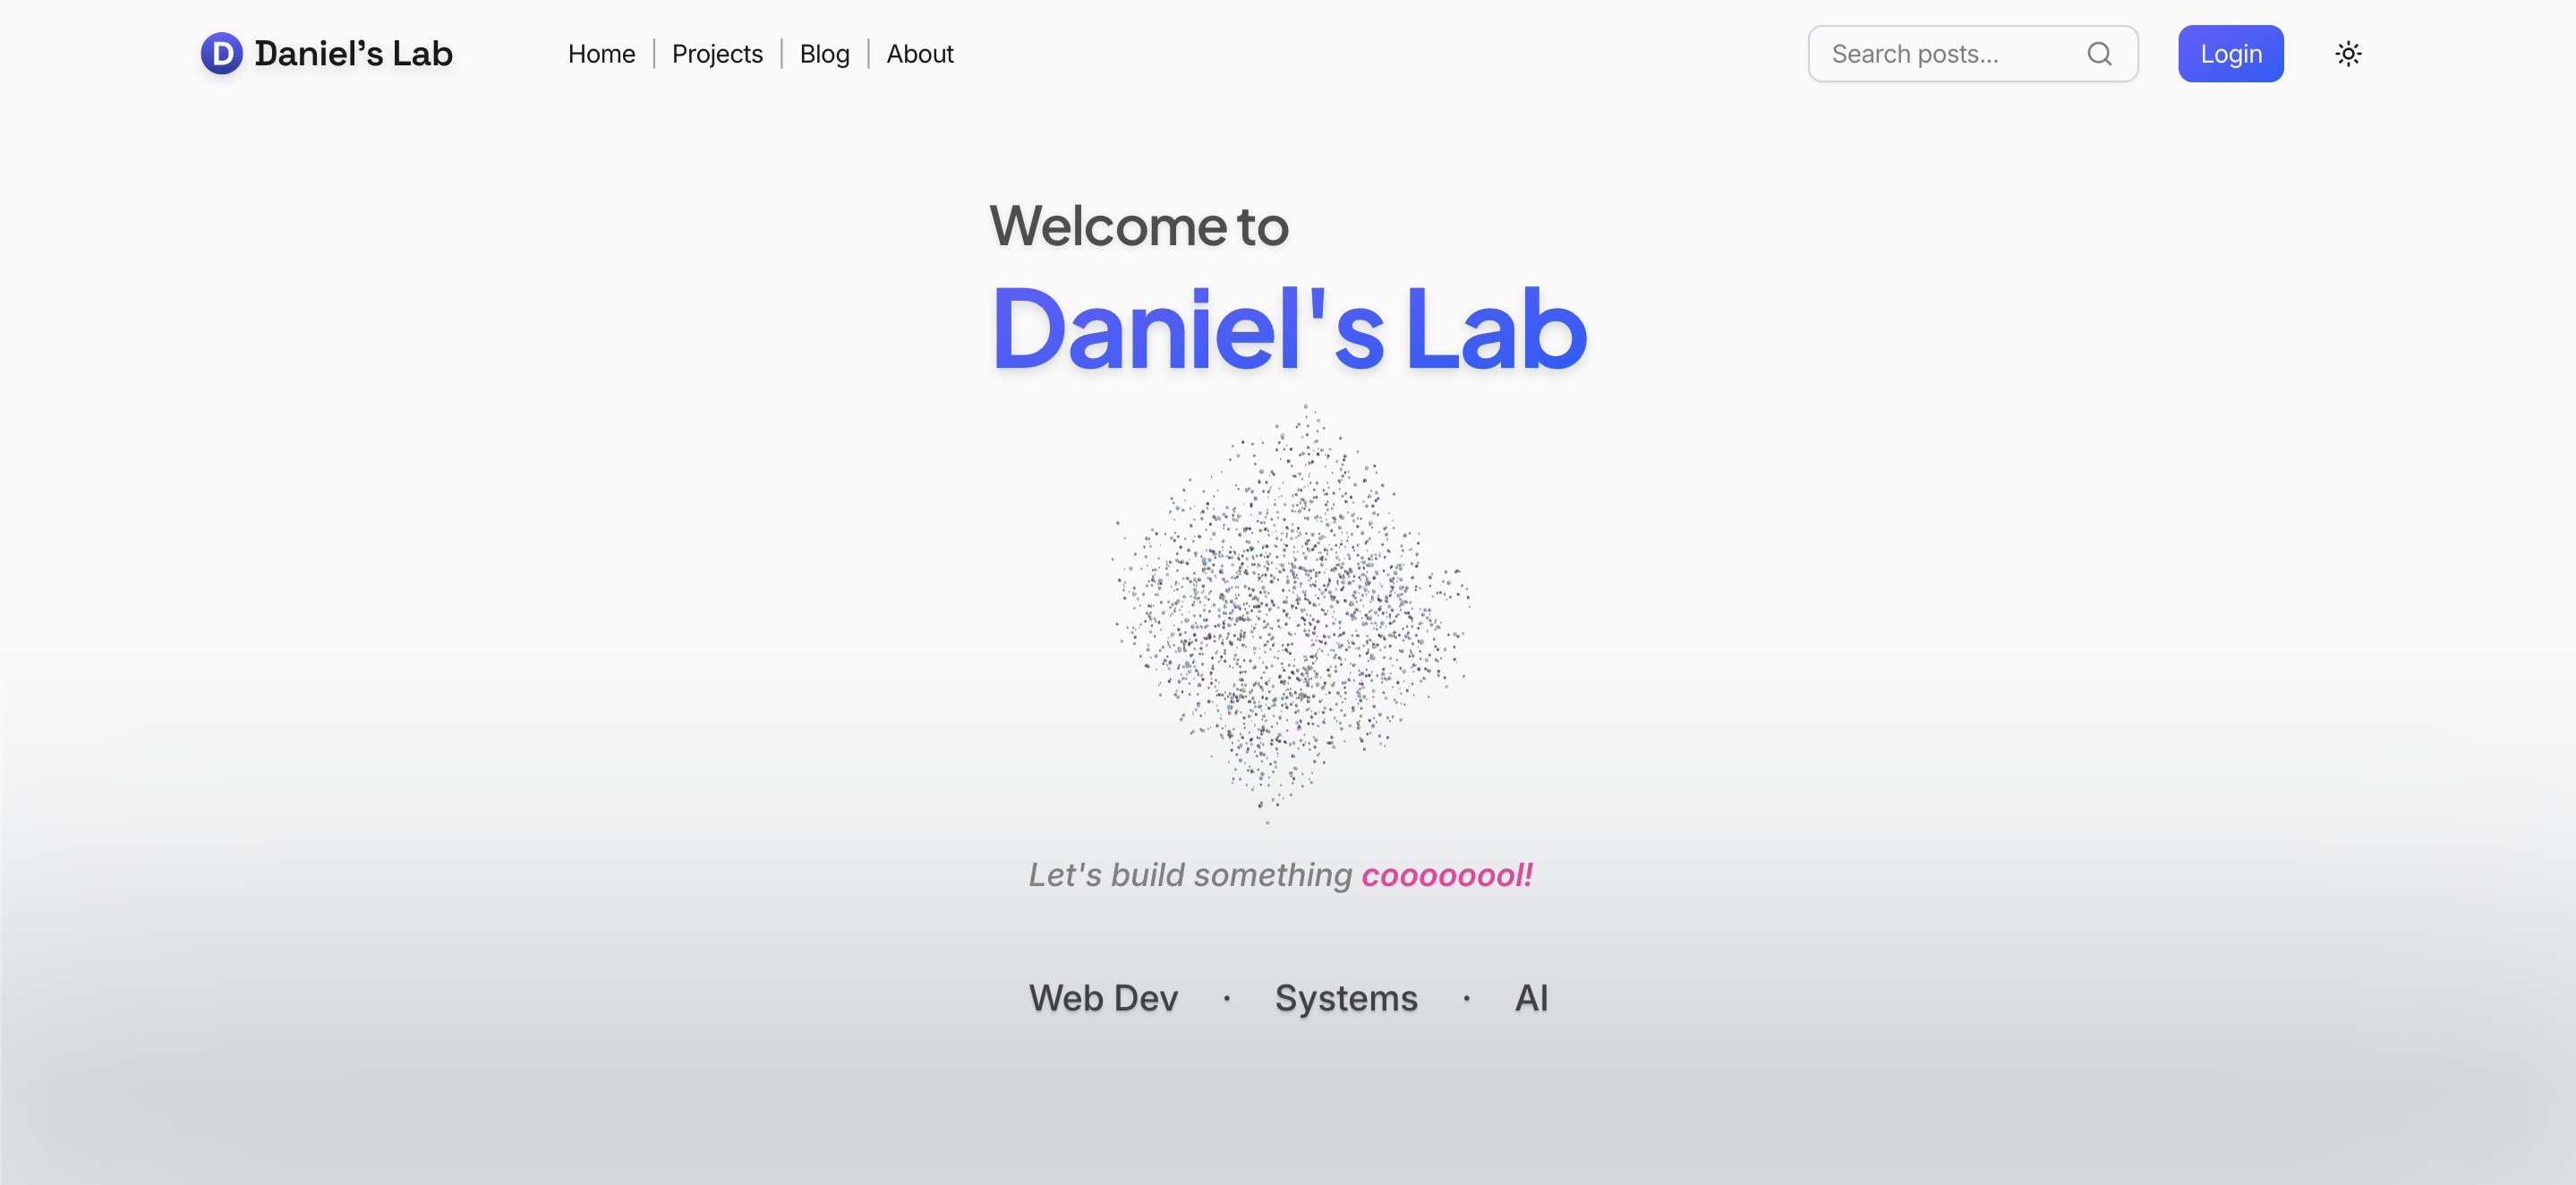 D Daniel's Lab
Home | Projects | Blog | About
Search posts...
Login
Welcome to
Daniel's Lab
Let's build something coooooool!
Web Dev · Systems · AI